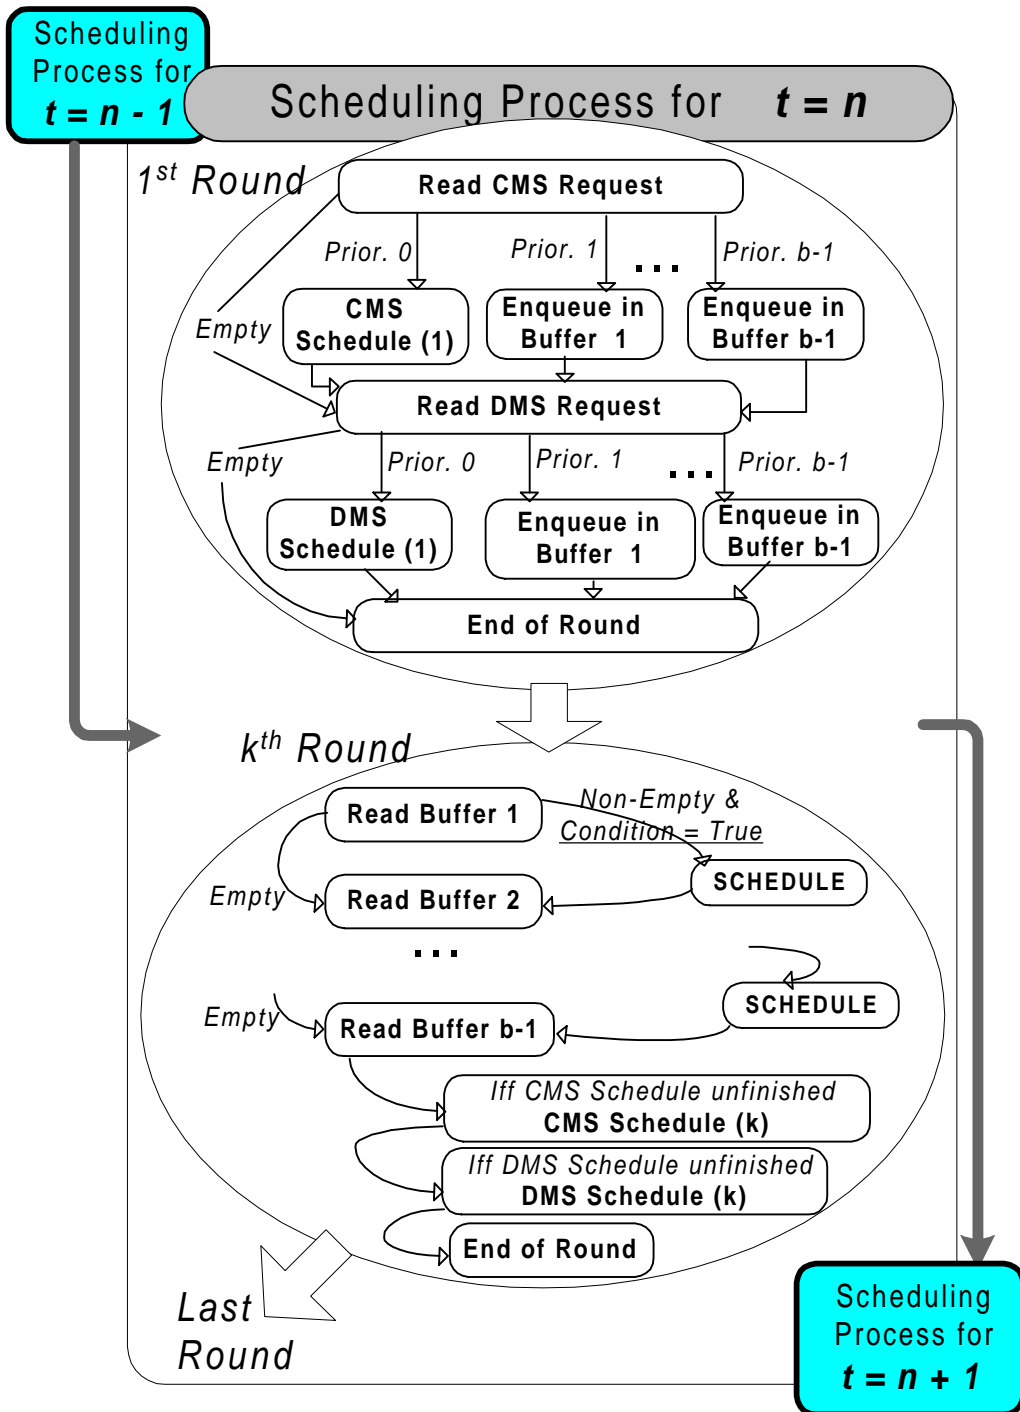 Scheduling
Process for
t = n - 1
Scheduling Process for t = n
1st Round
Read CMS Request
Prior. 0
Prior. 1
...
Prior. b-1
Empty
CMS
Schedule (1)
Enqueue in
Buffer 1
Enqueue in
Buffer b-1
Read DMS Request
Empty
Prior. 0
Prior. 1
...
Prior. b-1
DMS
Schedule (1)
Enqueue in
Buffer 1
Enqueue in
Buffer b-1
End of Round
kth Round
Read Buffer 1
Non-Empty &
Condition = True
Empty
Read Buffer 2
SCHEDULE
...
Empty
Read Buffer b-1
SCHEDULE
Iff CMS Schedule unfinished
CMS Schedule (k)
Iff DMS Schedule unfinished
DMS Schedule (k)
End of Round
Last
Round
Scheduling
Process for
t = n + 1